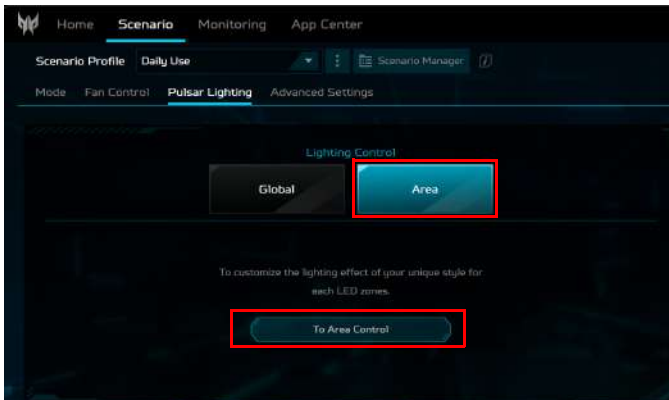 Home Scenario Monitoring App Center
Scenario Profile Daily Use Scenario Manager
Mode Fan Control Pulsar Lighting Advanced Settings
Lighting Control
Global Area
To customize the lighting effect of your unique style for
each LED zones.
To Area Control